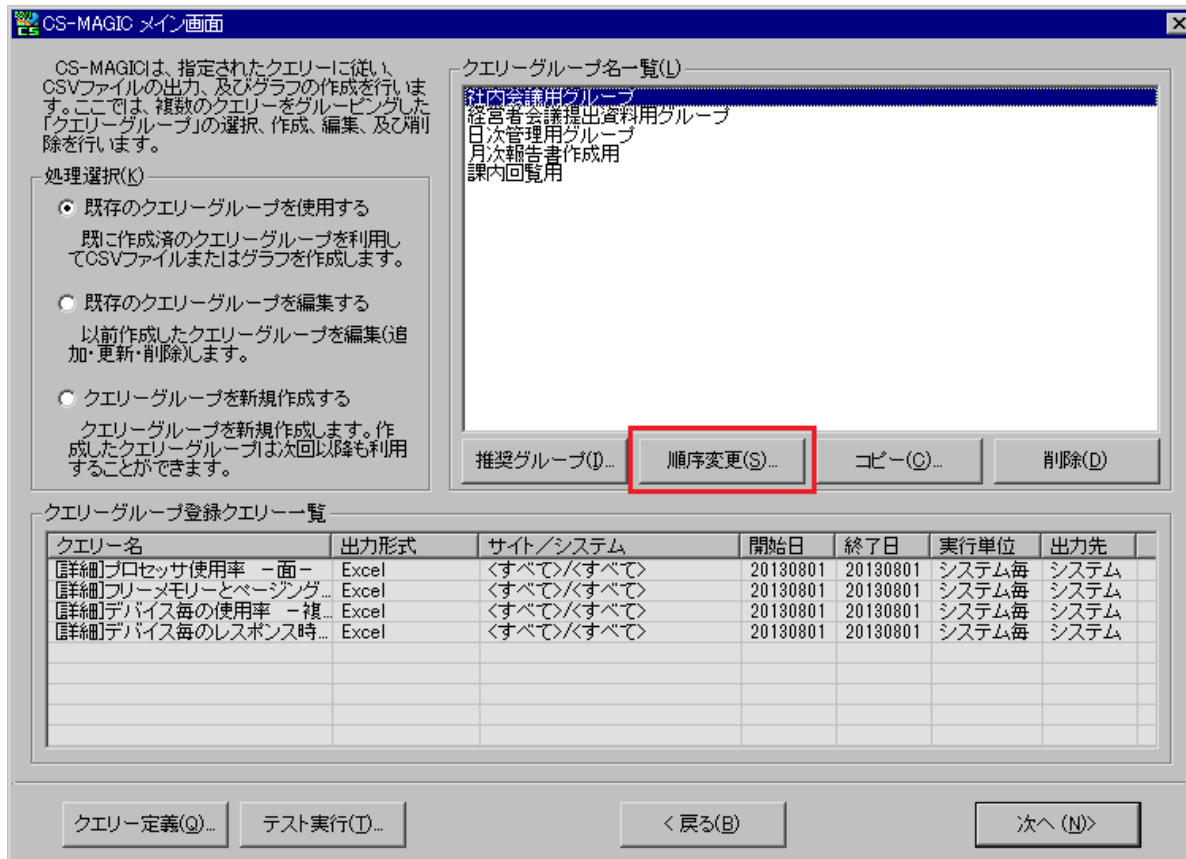 CS-MAGIC メイン画面
CS-MAGICは、指定されたクエリーに従い、
CSVファイルの出力、及びグラフの作成を行いま
す。ここでは、複数のクエリーをグルーピングした
「クエリーグループ」の選択、作成、編集、及び削
除を行います。
処理選択(K)
既存のクエリーグループを使用する
既に作成済のクエリーグループを利用し
てCSVファイルまたはグラフを作成します。
既存のクエリーグループを編集する
以前作成したクエリーグループを編集(追
加・更新・削除)します。
クエリーグループを新規作成する
クエリーグループを新規作成します。作
成したクエリーグループは次回以降も利用
することができます。
クエリーグループ名一覧(L)
社内会議用グループ
経営者会議提出資料用グループ
日次管理用グループ
月次報告書作成用
課内回覧用
推奨グループ(I)... 順序変更(S)... コピー(C)... 削除(D)
クエリーグループ登録クエリー一覧
クエリー名 出力形式 サイト／システム 開始日 終了日 実行単位 出力先
[詳細]プロセッサ使用率 －面－ Excel <すべて>/<すべて> 20130801 20130801 システム毎 システム
[詳細]フリーメモリーとページング... Excel <すべて>/<すべて> 20130801 20130801 システム毎 システム
[詳細]デバイス毎の使用率 －複... Excel <すべて>/<すべて> 20130801 20130801 システム毎 システム
[詳細]デバイス毎のレスポンス時... Excel <すべて>/<すべて> 20130801 20130801 システム毎 システム
クエリー定義(Q)... テスト実行(T)... < 戻る(B) 次へ (N)>